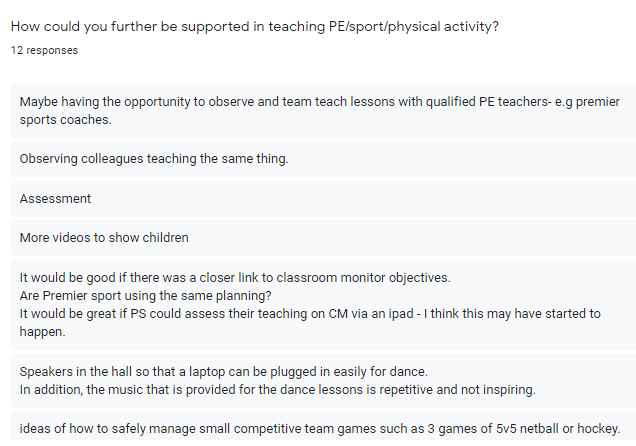 How could you further be supported in teaching PE/sport/physical activity?
12 responses
Maybe having the opportunity to observe and team teach lessons with qualified PE teachers- e.g premier
sports coaches.
Observing colleagues teaching the same thing.
Assessment
More videos to show children
It would be good if there was a closer link to classroom monitor objectives.
Are Premier sport using the same planning?
It would be great if PS could assess their teaching on CM via an ipad - I think this may have started to
happen.
Speakers in the hall so that a laptop can be plugged in easily for dance.
In addition, the music that is provided for the dance lessons is repetitive and not inspiring.
ideas of how to safely manage small competitive team games such as 3 games of 5v5 netball or hockey.